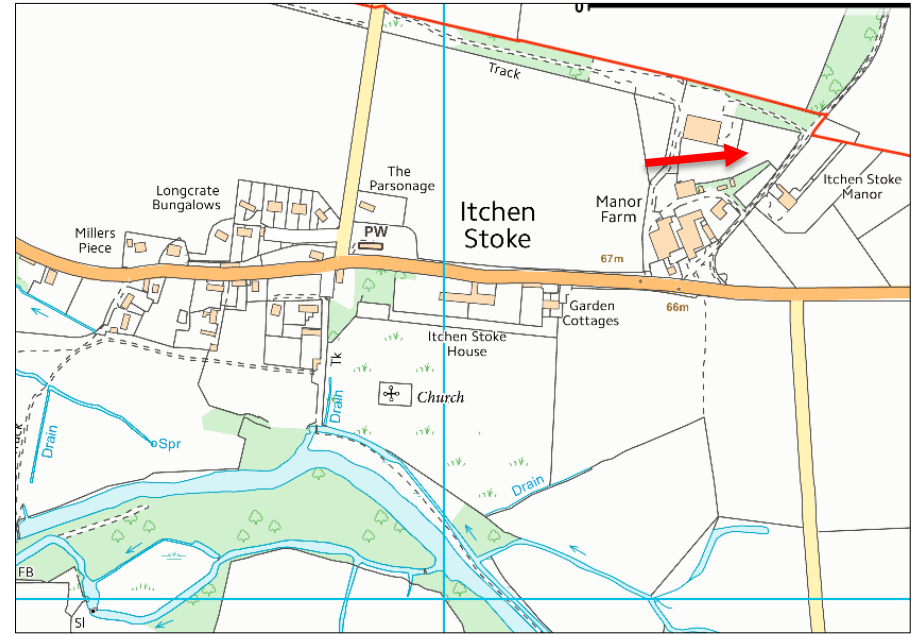 Track
The
Parsonage
Longcrate
Bungalows
Itchen
Stoke
Manor
Farm
Itchen Stoke
Manor
Millers
Piece
PW
67m
66m
Garden
Cottages
Itchen Stoke
House
Tk
Drain
Church
Drain
Spr
Drain
FB
Sl